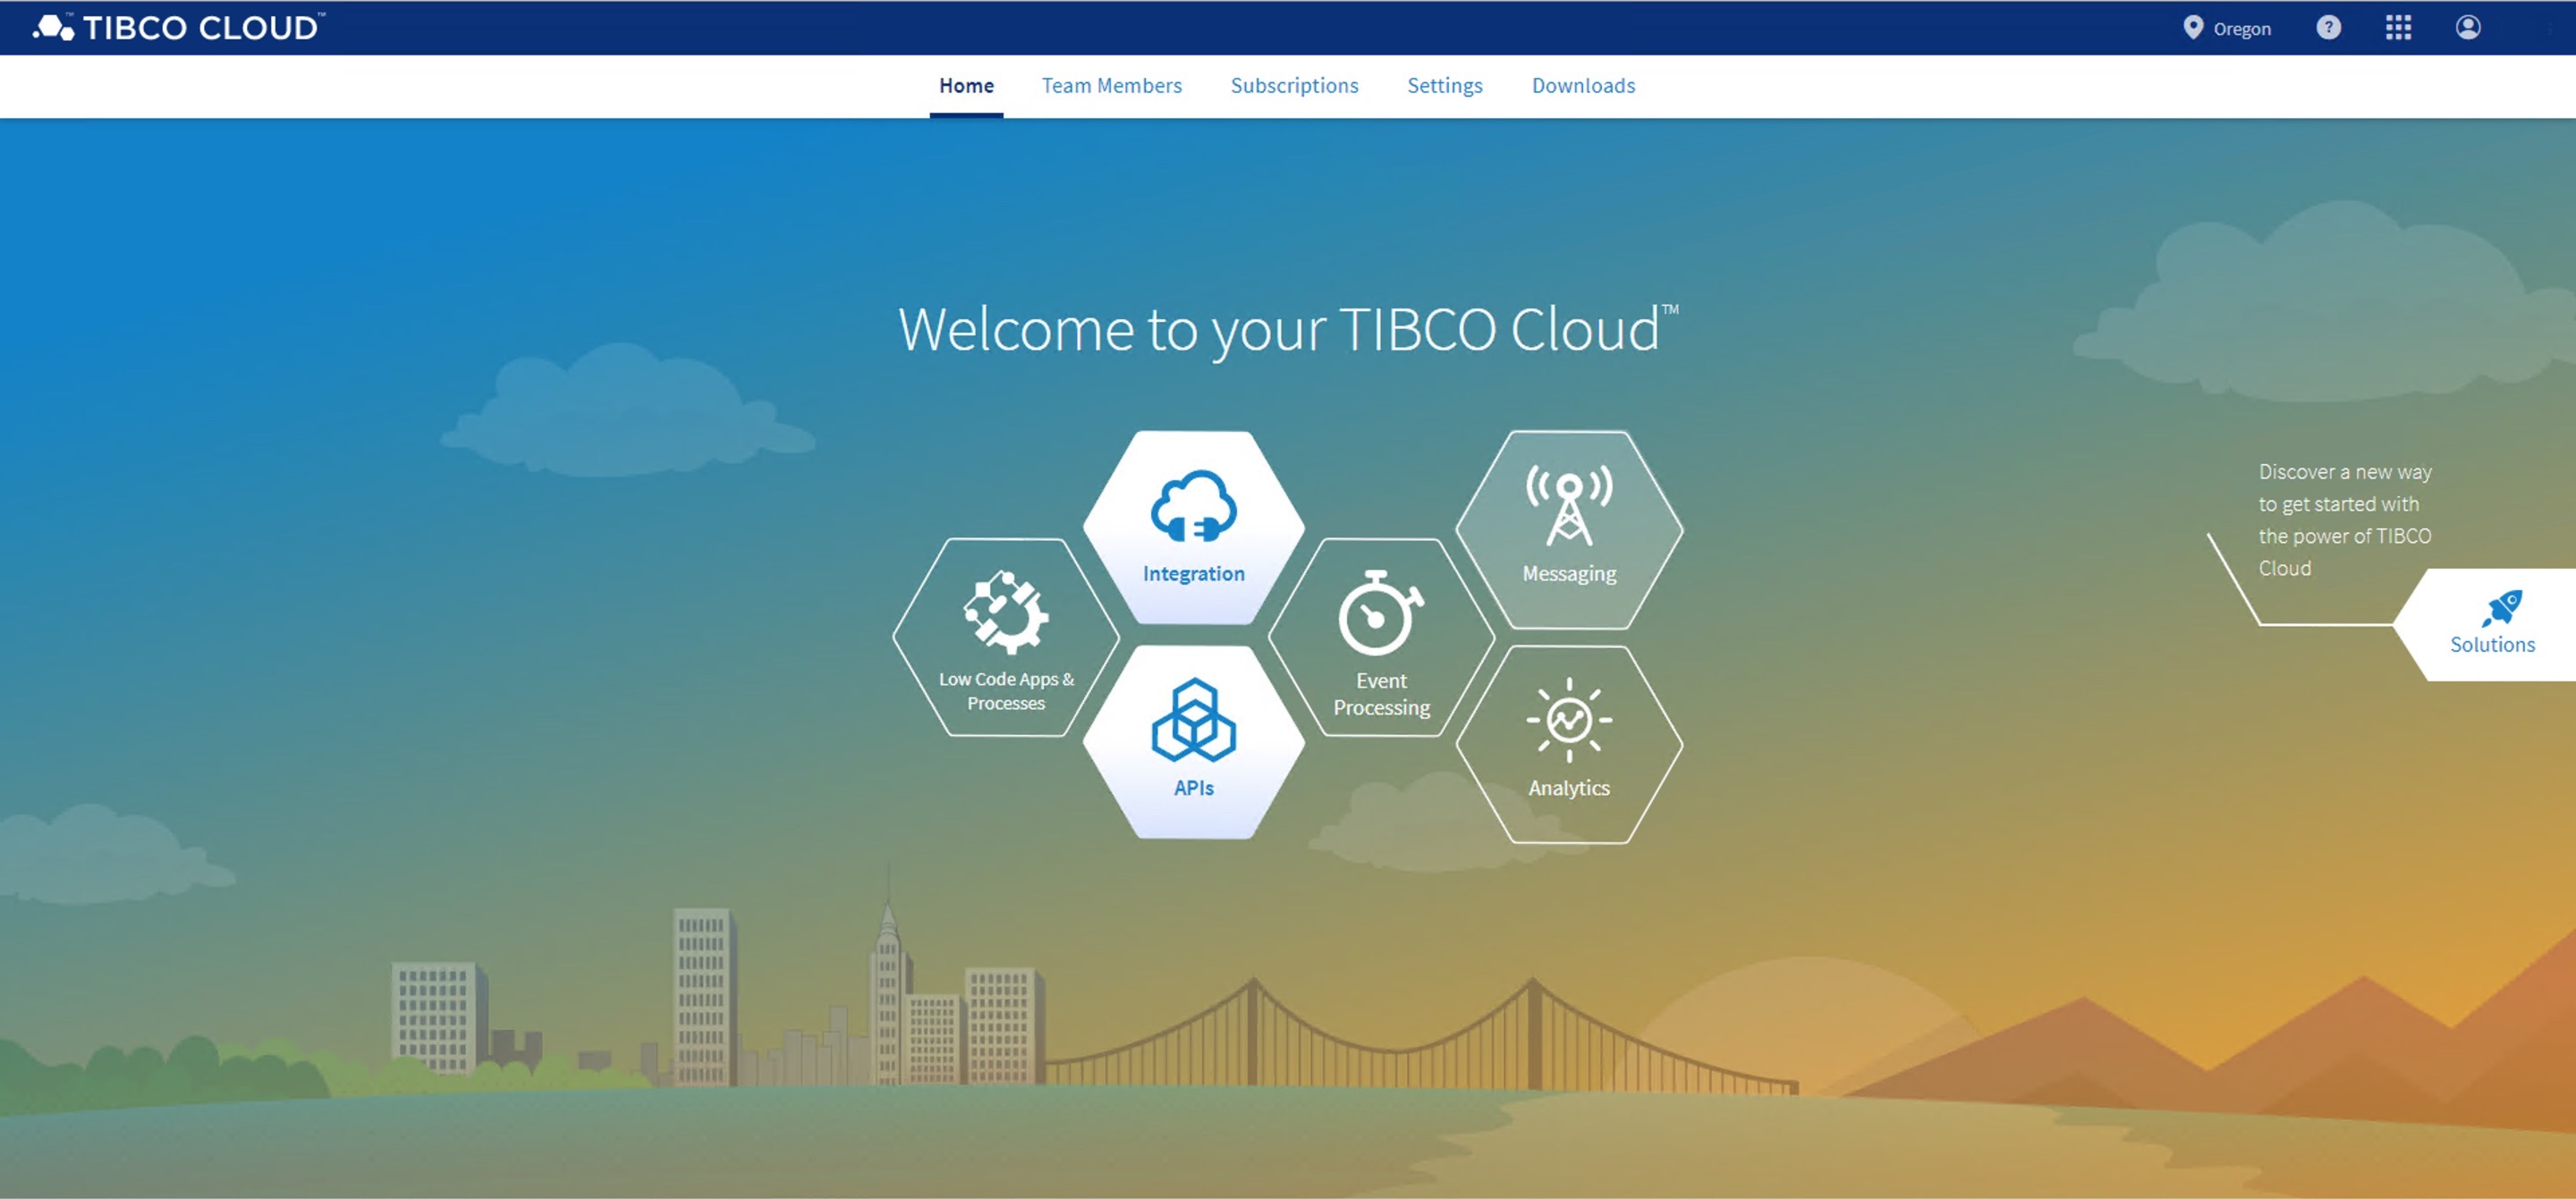 TIBCO CLOUD™
Oregon
?
Home Team Members Subscriptions Settings Downloads
Welcome to your TIBCO Cloud™
Integration
Messaging
Low Code Apps &
Processes
Event
Processing
APIs
Analytics
Discover a new way
to get started with
the power of TIBCO
Cloud
Solutions